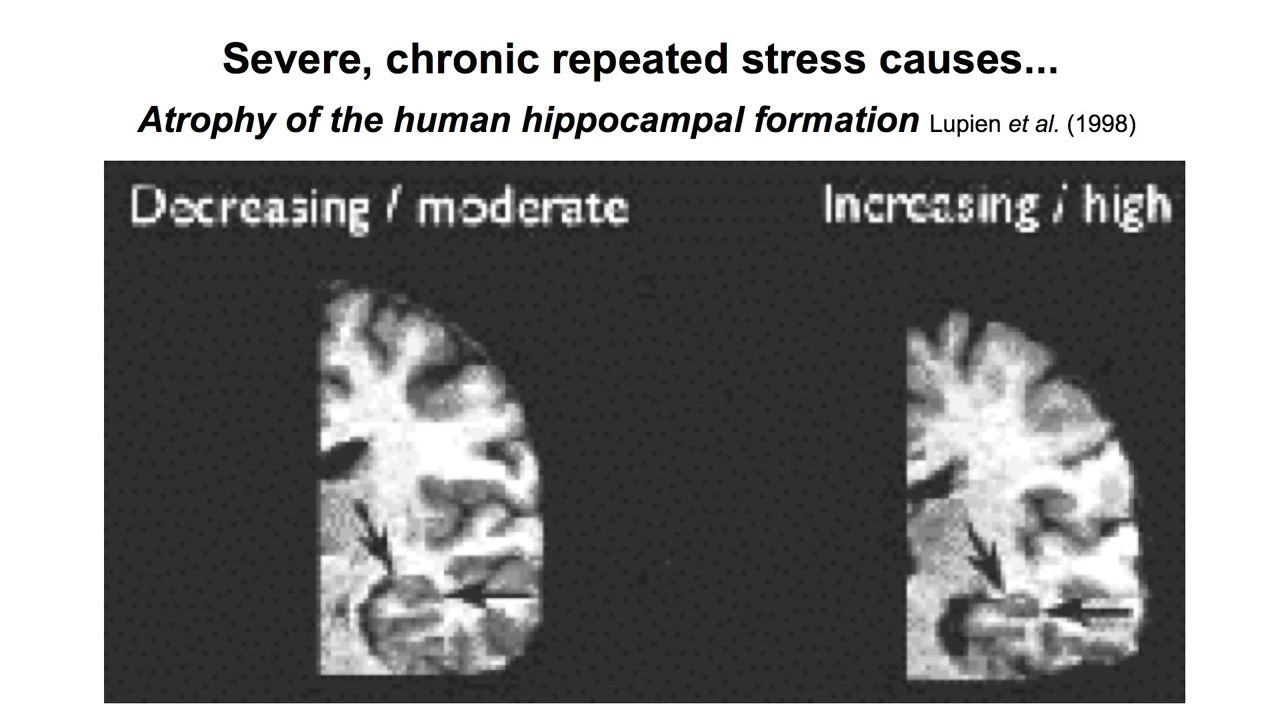 Severe, chronic repeated stress causes...
Atrophy of the human hippocampal formation Lupien et al. (1998)
Decreasing / moderate
Increasing / high